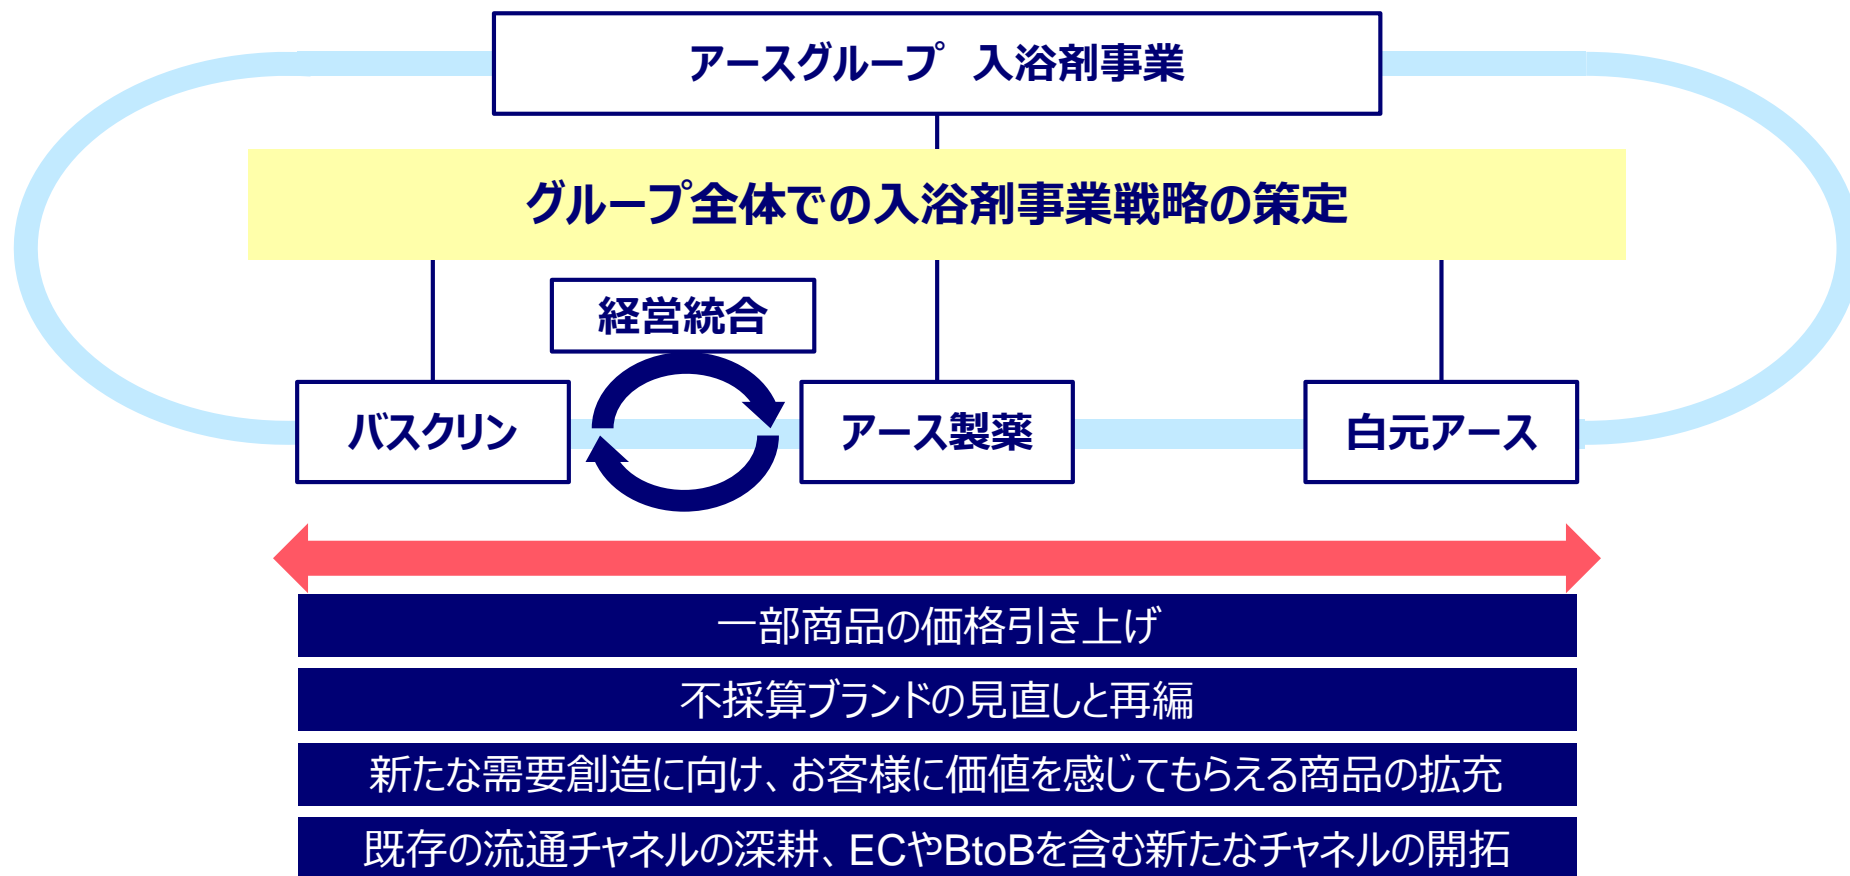 アースグループ　入浴剤事業
グループ全体での入浴剤事業戦略の策定
経営統合
バスクリン
アース製薬
白元アース
一部商品の価格引き上げ
不採算ブランドの見直しと再編
新たな需要創造に向け、お客様に価値を感じてもらえる商品の拡充
既存の流通チャネルの深耕、ECやBtoBを含む新たなチャネルの開拓